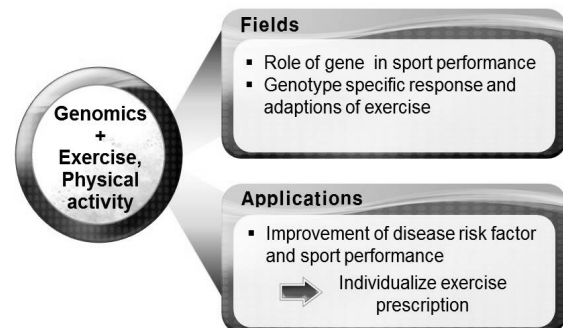 Genomics
+
Exercise,
Physical
activity
Fields
▪ Role of gene in sport performance
▪ Genotype specific response and
adaptions of exercise
Applications
▪ Improvement of disease risk factor
and sport performance
Individualize exercise
prescription